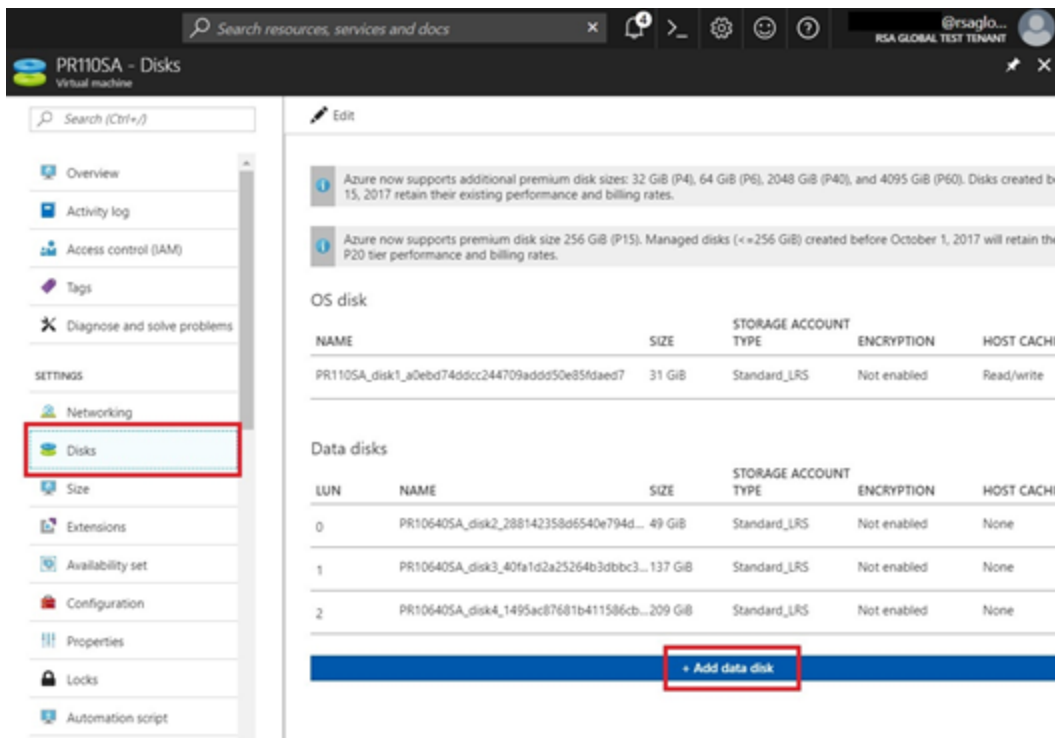 Search resources, services and docs
4
@rsaglo...
RSA GLOBAL TEST TENANT
PR110SA - Disks
Virtual machine
Search (Ctrl+/)
Edit
Overview
Activity log
Access control (IAM)
Tags
Diagnose and solve problems
SETTINGS
Networking
Disks
Size
Extensions
Availability set
Configuration
Properties
Locks
Automation script
Azure now supports additional premium disk sizes: 32 GiB (P4), 64 GiB (P6), 2048 GiB (P40), and 4095 GiB (P60). Disks created be
15, 2017 retain their existing performance and billing rates.
Azure now supports premium disk size 256 GiB (P15). Managed disks (<=256 GiB) created before October 1, 2017 will retain the
P20 tier performance and billing rates.
OS disk
NAME SIZE STORAGE ACCOUNT TYPE ENCRYPTION HOST CACHI
PR110SA_disk1_a0ebd74ddcc244709addd50e85fdaed7 31 GiB Standard_LRS Not enabled Read/write
Data disks
LUN NAME SIZE STORAGE ACCOUNT TYPE ENCRYPTION HOST CACHI
0 PR10640SA_disk2_288142358d6540e794d... 49 GiB Standard_LRS Not enabled None
1 PR10640SA_disk3_40fa1d2a25264b3dbbc3... 137 GiB Standard_LRS Not enabled None
2 PR10640SA_disk4_1495ac87681b411586cb... 209 GiB Standard_LRS Not enabled None
+ Add data disk